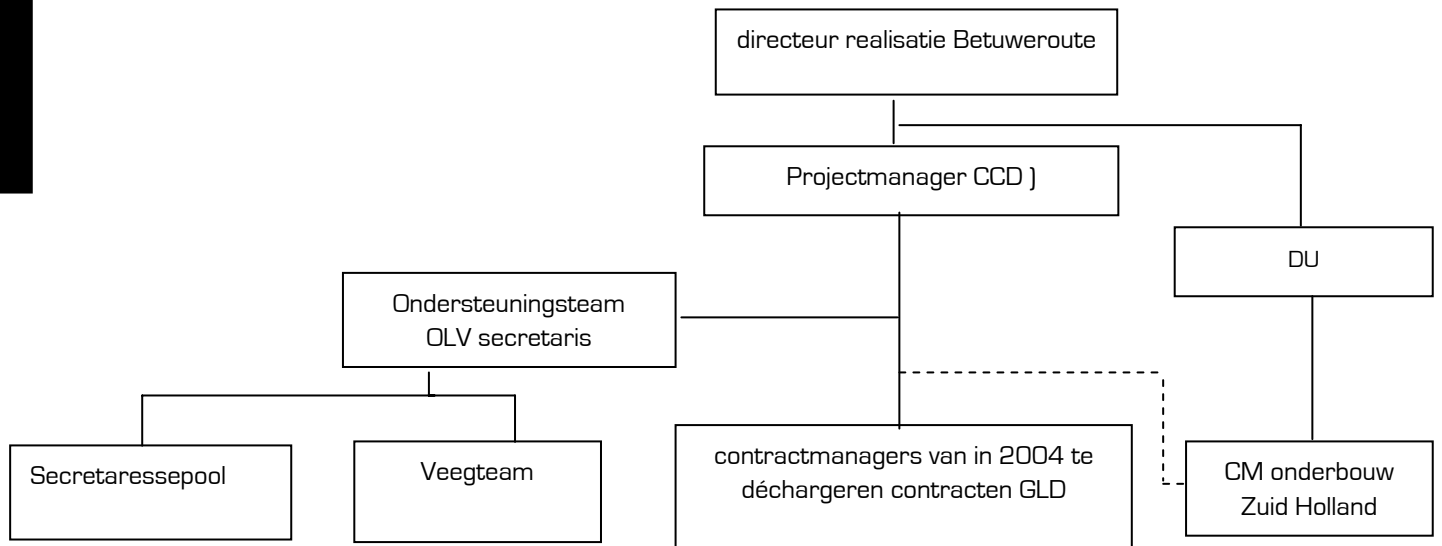 directeur realisatie Betuweroute
Projectmanager CCD )
DU
Ondersteuningsteam
OLV secretaris
Secretaressepool
Veegteam
contractmanagers van in 2004 te
déchargeren contracten GLD
CM onderbouw
Zuid Holland